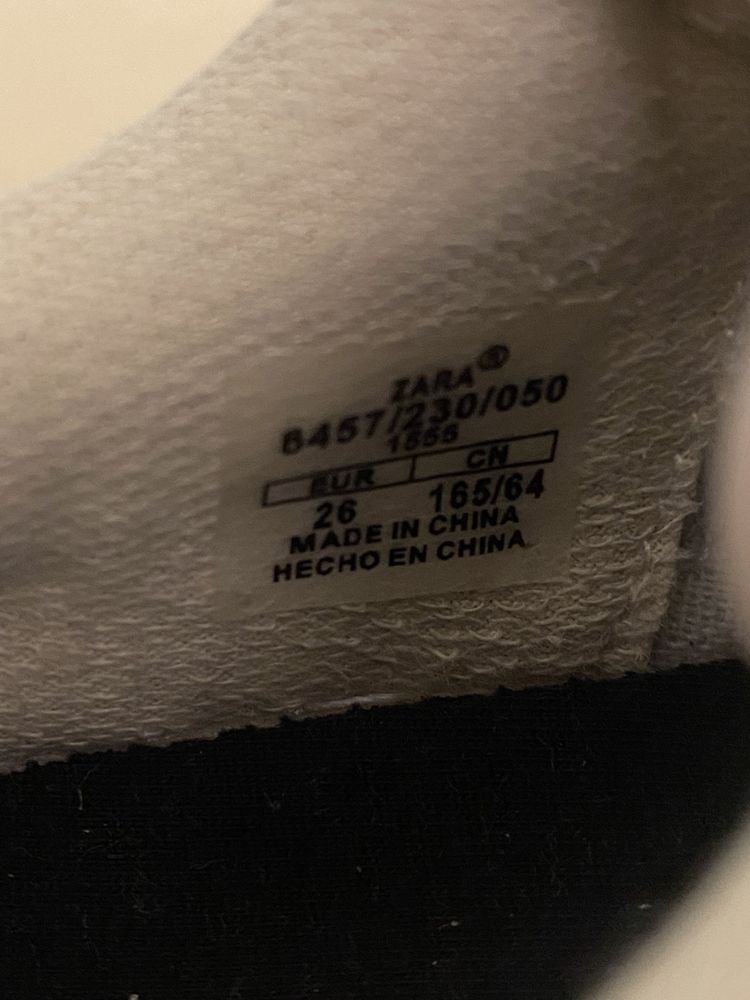 ZARA®
6457/230/050
1555
EUR CN
26 165/64
MADE IN CHINA
HECHO EN CHINA